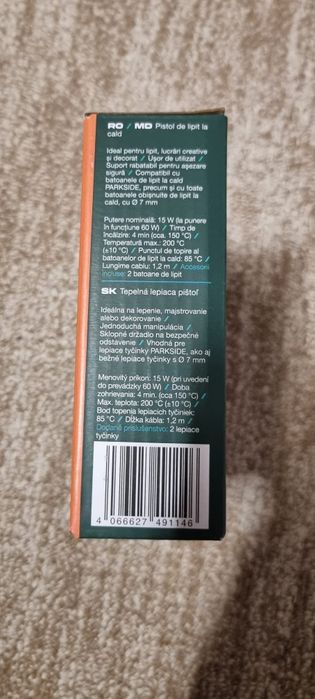 RO / MD Pistol de lipit la
cald
Ideal pentru lipit, lucrări creative
și decorat / Ușor de utilizat /
Suport rabatabil pentru așezare
sigură / Compatibil cu
batoanele de lipit la cald
PARKSIDE, precum și cu toate
batoanele obișnuite de lipit la
cald, cu Ø 7 mm
Putere nominală: 15 W (la punere
în funcțiune 60 W) / Timp de
încălzire: 4 min (cca. 150 °C) /
Temperatură max.: 200 °C
(±10 °C) / Punctul de topire al
batoanelor de lipit la cald: 85 °C /
Lungime cablu: 1,2 m / Accesorii
incluse: 2 batoane de lipit
SK Tepelná lepiaca pištoľ
Ideálna na lepenie, majstrovanie
alebo dekorovanie /
Jednoduchá manipulácia /
Sklopné držadlo na bezpečné
odstavenie / Vhodná pre
lepiace tyčinky PARKSIDE, ako aj
bežné lepiace tyčinky s Ø 7 mm
Menovitý príkon: 15 W (pri uvedení
do prevádzky 60 W) / Doba
zohrievania: 4 min. (cca 150 °C) /
Max. teplota: 200 °C (±10 °C) /
Bod topenia lepiacich tyčiniek:
85 °C / Dĺžka kábla: 1,2 m /
Dodané príslušenstvo: 2 lepiace
tyčinky
4 066627 491146